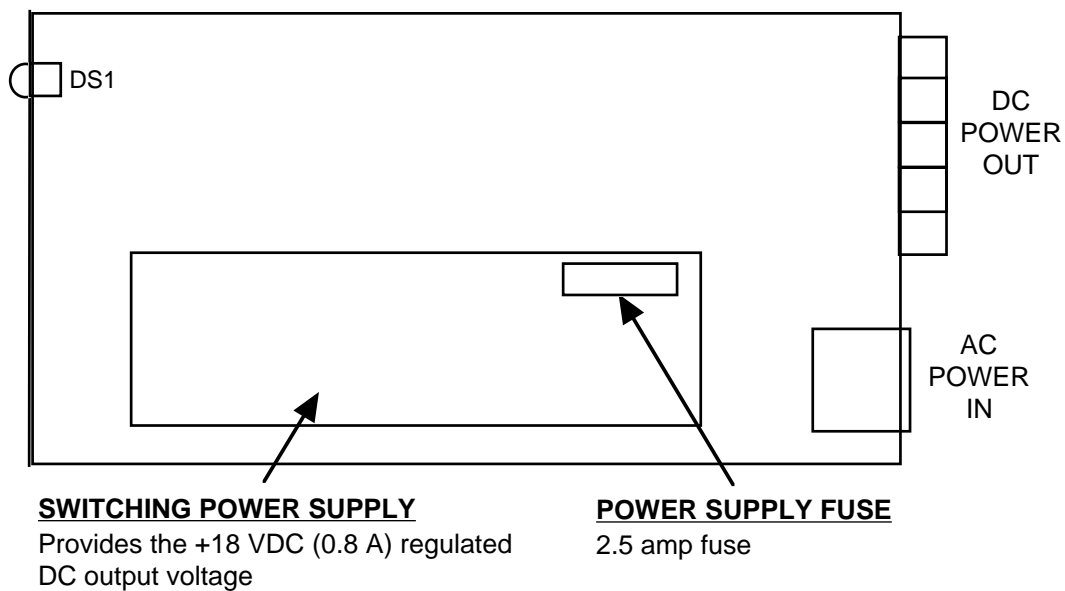 DS1
DC
POWER
OUT
AC
POWER
IN
SWITCHING POWER SUPPLY
Provides the +18 VDC (0.8 A) regulated
DC output voltage
POWER SUPPLY FUSE
2.5 amp fuse